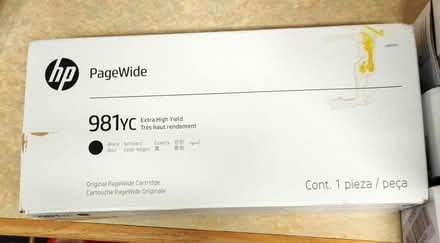 hp
PageWide
981YC Extra High Yield
Très haut rendement
Original PageWide Cartridge
Cartouche PageWide Originale
Cont. 1 pieza / peça